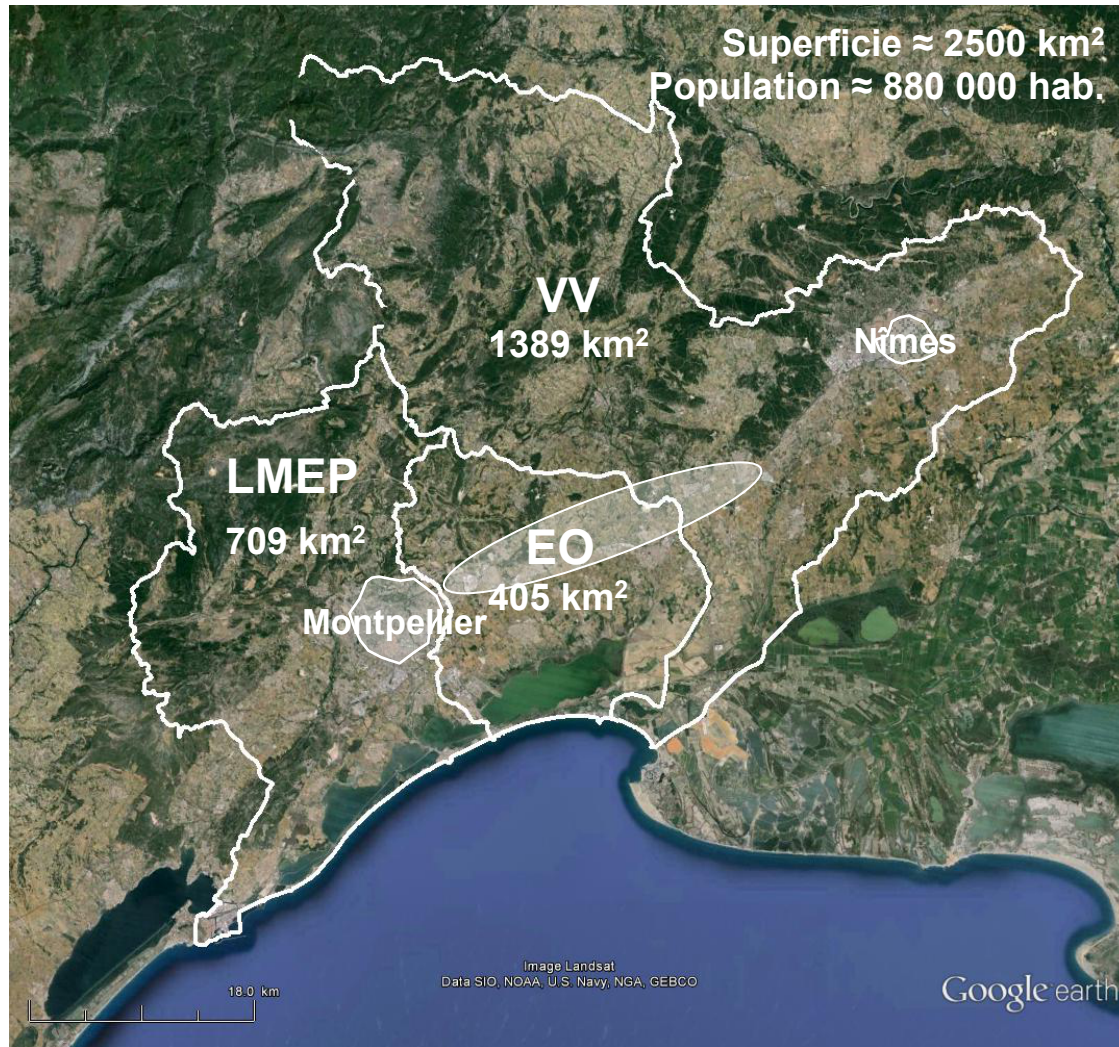 Superficie ≈ 2500 km²
Population ≈ 880 000 hab.
VV
1389 km²
Nîmes
LMEP
709 km²
EO
405 km²
Montpellier
Image Landsat
Data SIO, NOAA, U.S. Navy, NGA, GEBCO
18.0 km
Google earth